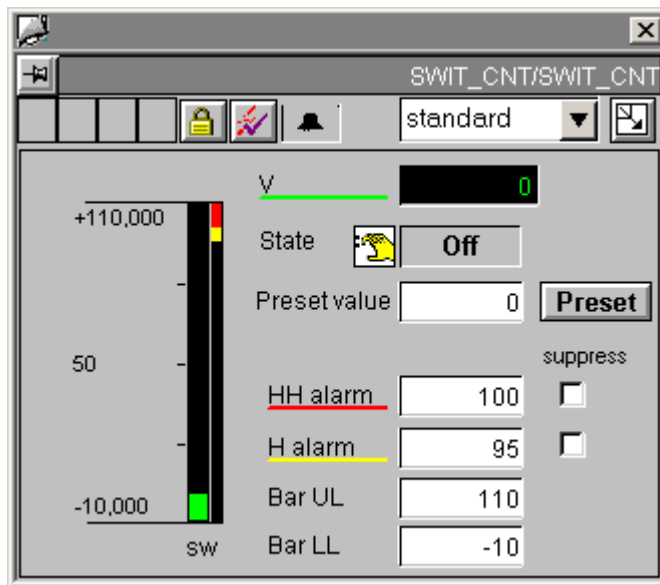 SWIT_CNT/SWIT_CNT
standard
V 0
+110,000
State Off
Preset value 0 Preset
50
suppress
HH alarm 100
H alarm 95
-10,000
Bar UL 110
SW Bar LL -10